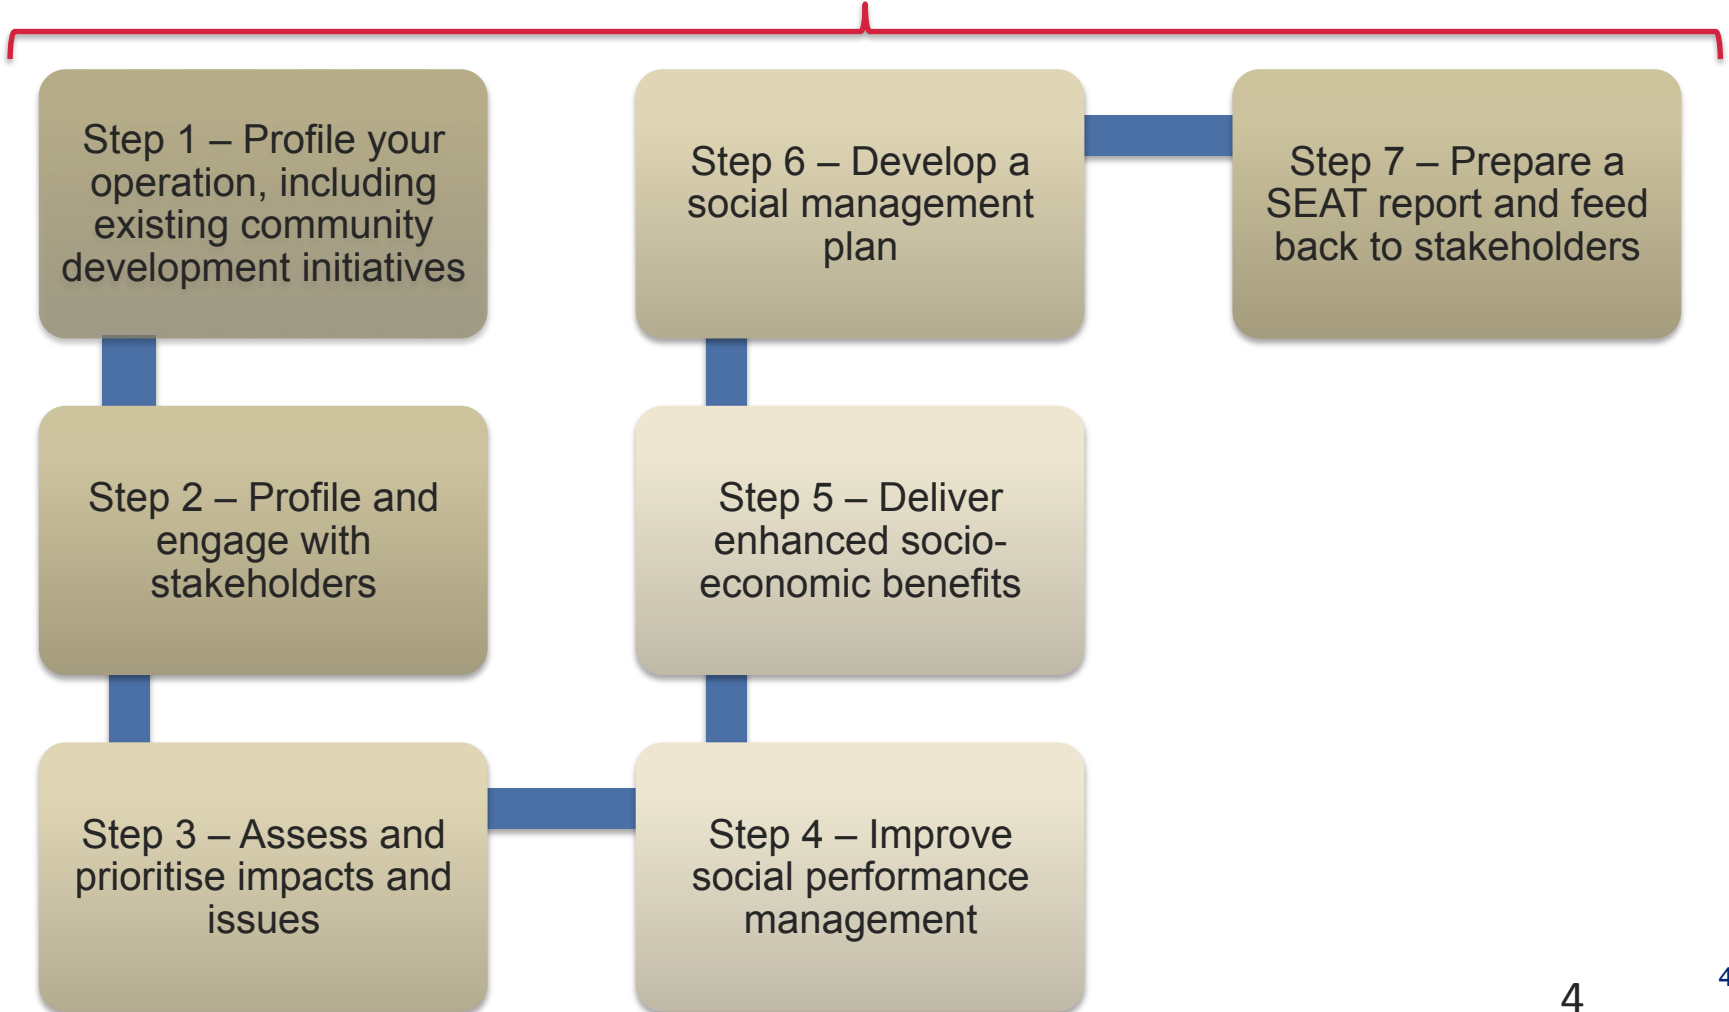 Step 1 – Profile your
operation, including
existing community
development initiatives
Step 2 – Profile and
engage with
stakeholders
Step 3 – Assess and
prioritise impacts and
issues
Step 4 – Improve
social performance
management
Step 5 – Deliver
enhanced socio-
economic benefits
Step 6 – Develop a
social management
plan
Step 7 – Prepare a
SEAT report and feed
back to stakeholders
4
4